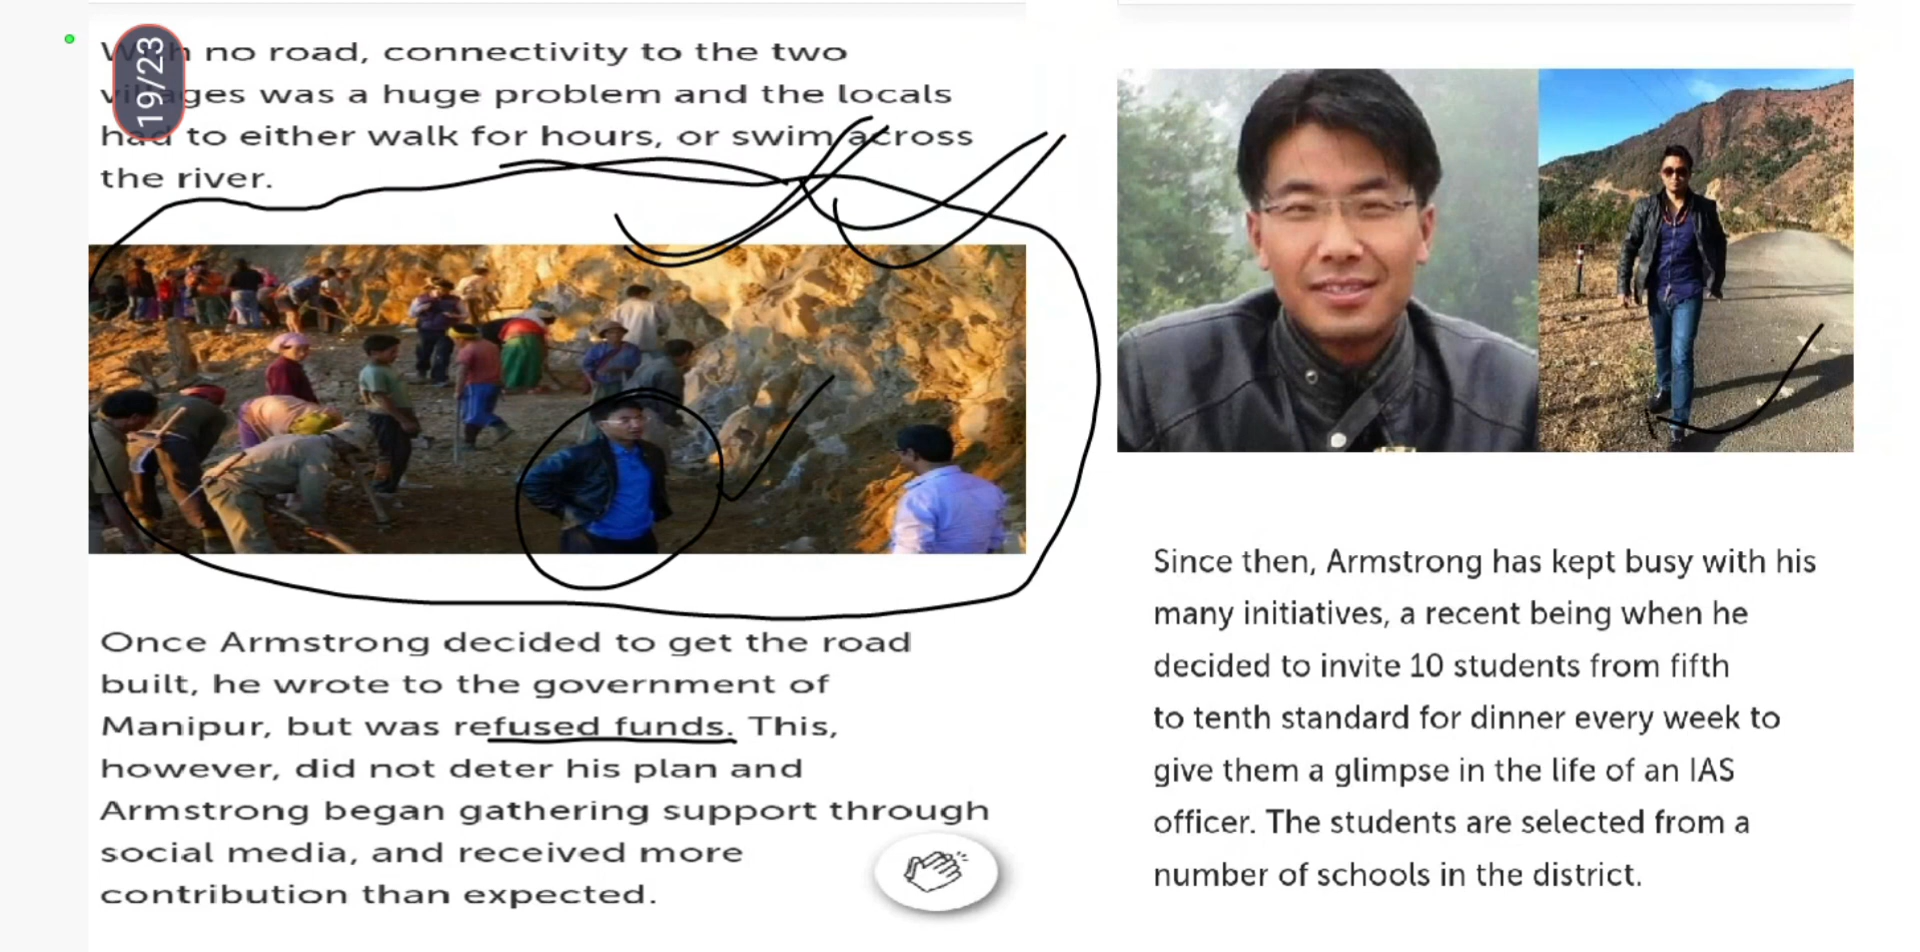 19/23
With no road, connectivity to the two
villages was a huge problem and the locals
had to either walk for hours, or swim across
the river.
Once Armstrong decided to get the road
built, he wrote to the government of
Manipur, but was refused funds. This,
however, did not deter his plan and
Armstrong began gathering support through
social media, and received more
contribution than expected.
Since then, Armstrong has kept busy with his
many initiatives, a recent being when he
decided to invite 10 students from fifth
to tenth standard for dinner every week to
give them a glimpse in the life of an IAS
officer. The students are selected from a
number of schools in the district.